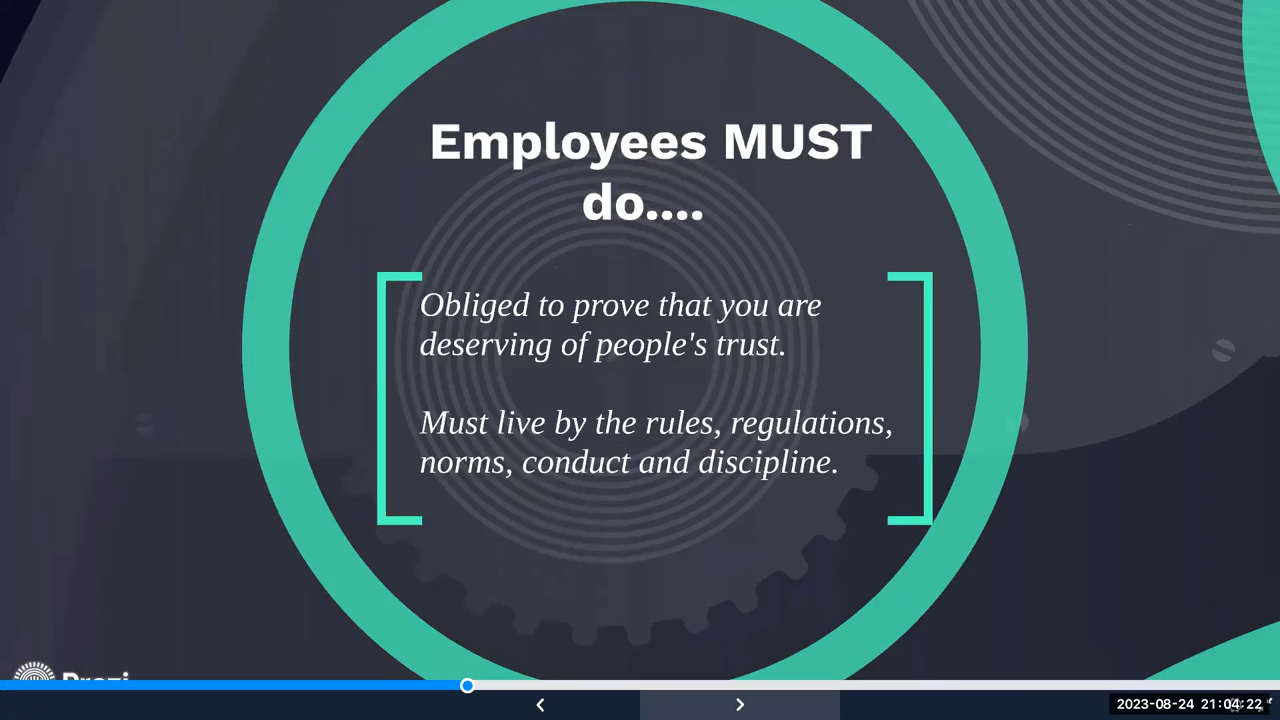 Employees MUST
do....
Obliged to prove that you are
deserving of people's trust.
Must live by the rules, regulations,
norms, conduct and discipline.
Prezi
2023-08-24 21:04:22